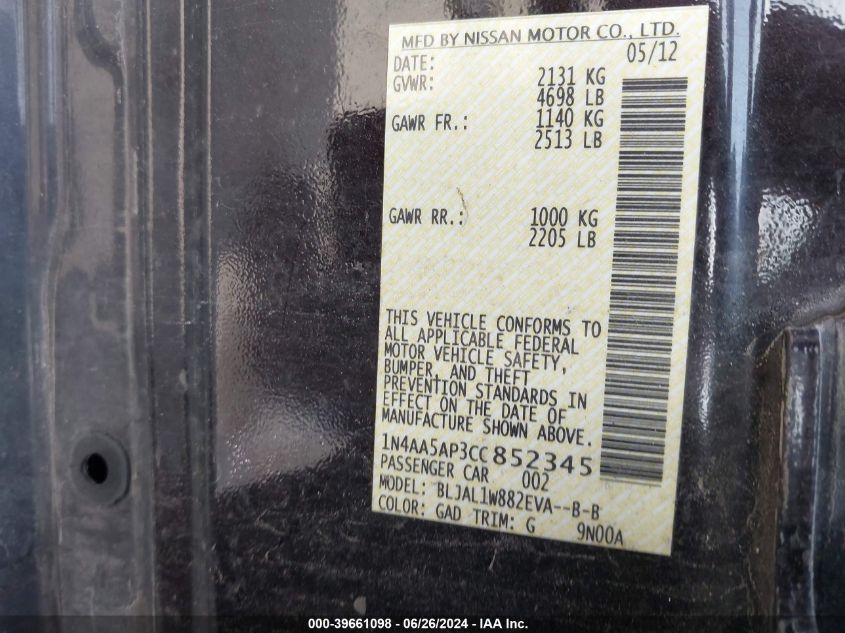 MFD BY NISSAN MOTOR CO., LTD.
DATE: 05/12
GVWR: 2131 KG
4698 LB
GAWR FR.: 1140 KG
2513 LB
GAWR RR.: 1000 KG
2205 LB
THIS VEHICLE CONFORMS TO
ALL APPLICABLE FEDERAL
MOTOR VEHICLE SAFETY,
BUMPER, AND THEFT
PREVENTION STANDARDS IN
EFFECT ON THE DATE OF
MANUFACTURE SHOWN ABOVE.
1N4AA5AP3CC852345
PASSENGER CAR 002
MODEL: BLJAL1W882EVA--B-B
COLOR: GAD TRIM: G 9N00A
000-39661098 - 06/26/2024 - IAA Inc.